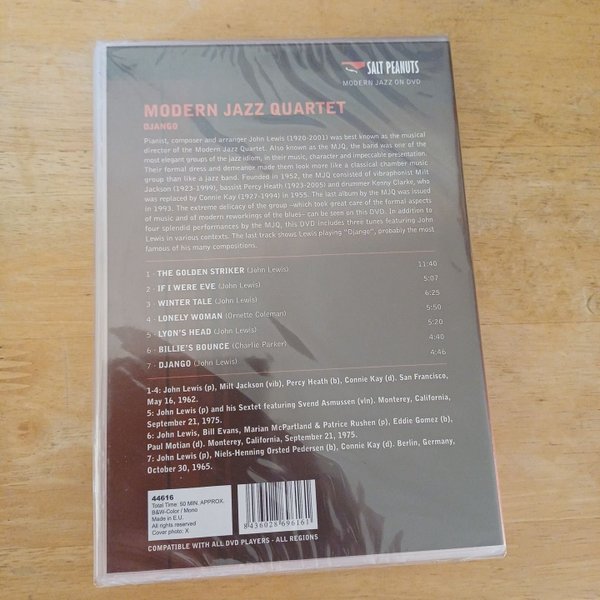 SALT PEANUTS
MODERN JAZZ ON DVD
MODERN JAZZ QUARTET
DJANGO
Pianist, composer and arranger John Lewis (1920-2001) was best known as the musical
director of the Modern Jazz Quartet. Also known as the MJQ, the band was one of the
most elegant groups of the jazz idiom, in their music, character and impeccable presentation.
Their formal dress and demeanor made them look more like a classical chamber music
group than like a jazz band. Founded in 1952, the MJQ consisted of vibraphonist Milt
Jackson (1923-1999), bassist Percy Heath (1923-2005) and drummer Kenny Clarke, who
was replaced by Connie Kay (1927-1994) in 1955. The last album by the MJQ was issued
in 1993. The extreme delicacy of the group –which took great care of the formal aspects
of music and of modern reworkings of the blues– can be seen on this DVD. In addition to
four splendid performances by the MJQ, this DVD includes three tunes featuring John
Lewis in various contexts. The last track shows Lewis playing "Django", probably the most
famous of his many compositions.
1 - THE GOLDEN STRIKER (John Lewis) 11:40
2 - IF I WERE EVE (John Lewis) 5:07
3 - WINTER TALE (John Lewis) 6:25
4 - LONELY WOMAN (Ornette Coleman) 5:50
5 - LYON'S HEAD (John Lewis) 5:20
6 - BILLIE'S BOUNCE (Charlie Parker) 4:40
7 - DJANGO (John Lewis) 4:46
1-4: John Lewis (p), Milt Jackson (vib), Percy Heath (b), Connie Kay (d). San Francisco,
May 16, 1962.
5: John Lewis (p) and his Sextet featuring Svend Asmussen (vln). Monterey, California,
September 21, 1975.
6: John Lewis, Bill Evans, Marian McPartland & Patrice Rushen (p), Eddie Gomez (b),
Paul Motian (d). Monterey, California, September 21, 1975.
7: John Lewis (p), Niels-Henning Orsted Pedersen (b), Connie Kay (d). Berlin, Germany,
October 30, 1965.
44616
Total Time: 50 MIN. APPROX.
B&W-Color / Mono
Made in E.U.
All rights reserved
Cover photo: X
8436028696161
COMPATIBLE WITH ALL DVD PLAYERS - ALL REGIONS